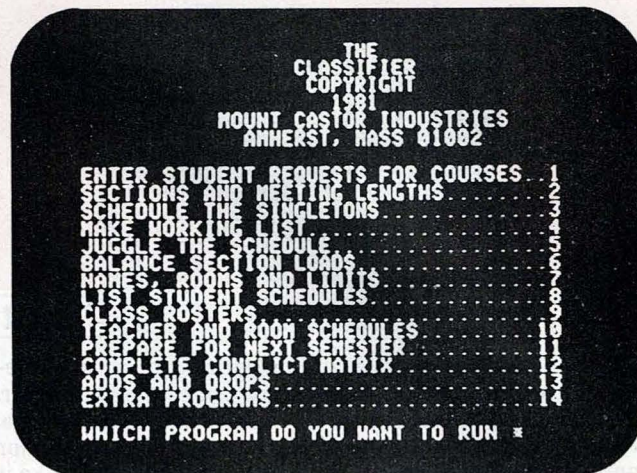 THE
CLASSIFIER
COPYRIGHT
1981
MOUNT CASTOR INDUSTRIES
AMHERST, MASS 01002
ENTER STUDENT REQUESTS FOR COURSES..1
SECTIONS AND MEETING LENGTHS........2
SCHEDULE THE SINGLETONS.............3
MAKE WORKING LIST...................4
JUGGLE THE SCHEDULE.................5
BALANCE SECTION LOADS...............6
NAMES, ROOMS AND LIMITS.............7
LIST STUDENT SCHEDULES..............8
CLASS ROSTERS.......................9
TEACHER AND ROOM SCHEDULES.........10
PREPARE FOR NEXT SEMESTER..........11
COMPLETE CONFLICT MATRIX...........12
ADDS AND DROPS.....................13
EXTRA PROGRAMS.....................14
WHICH PROGRAM DO YOU WANT TO RUN *